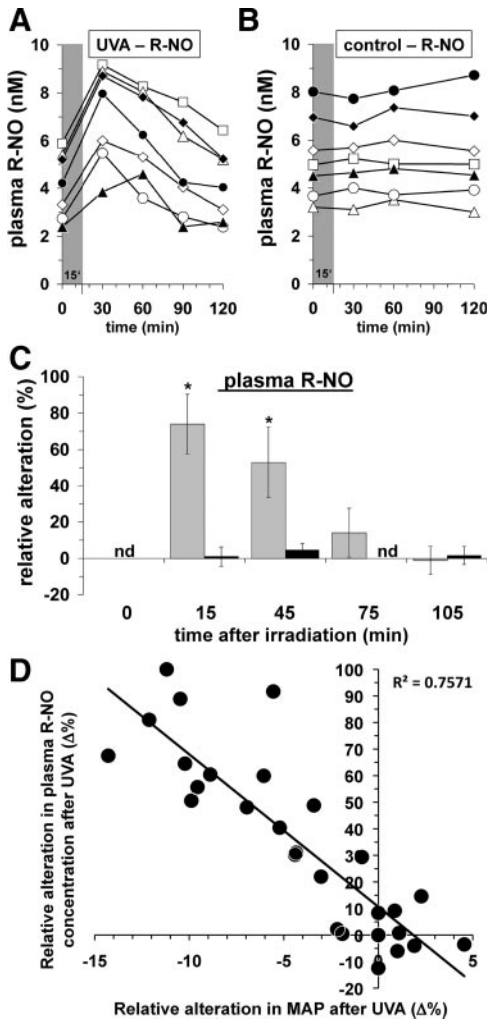 A
UVA – R-NO
plasma R-NO (nM)
10
8
6
4
2
0
15'
0 30 60 90 120
time (min)
B
control – R-NO
plasma R-NO (nM)
10
8
6
4
2
0
15'
0 30 60 90 120
time (min)
C
plasma R-NO
relative alteration (%)
100
80
60
40
20
0
-20
nd
*
*
nd
0 15 45 75 105
time after irradiation (min)
D
Relative alteration in plasma R-NO
concentration after UVA (Δ%)
R² = 0.7571
100
90
80
70
60
50
40
30
20
10
0
-10
-20
-15 -10 -5 0 5
Relative alteration in MAP after UVA (Δ%)